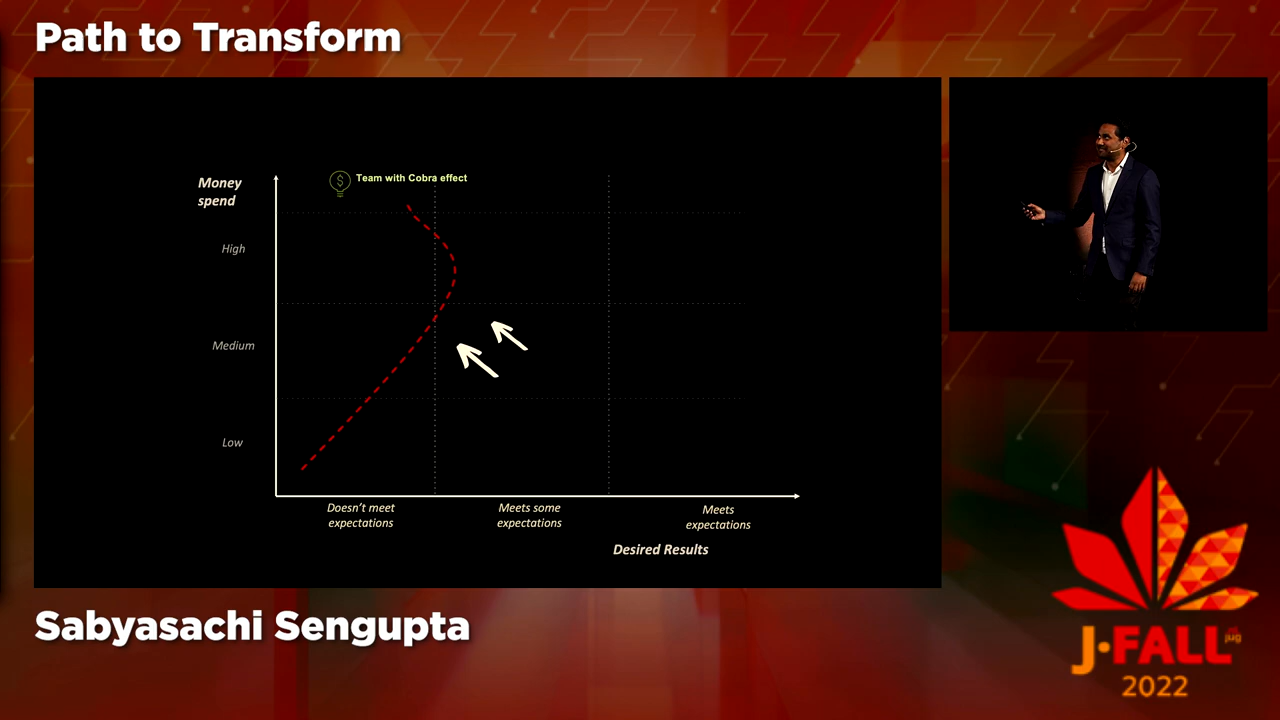 Path to Transform
Money
spend
Team with Cobra effect
High
Medium
Low
Doesn't meet
expectations
Meets some
expectations
Meets
expectations
Desired Results
Sabyasachi Sengupta
J•FALL
nljug
2022